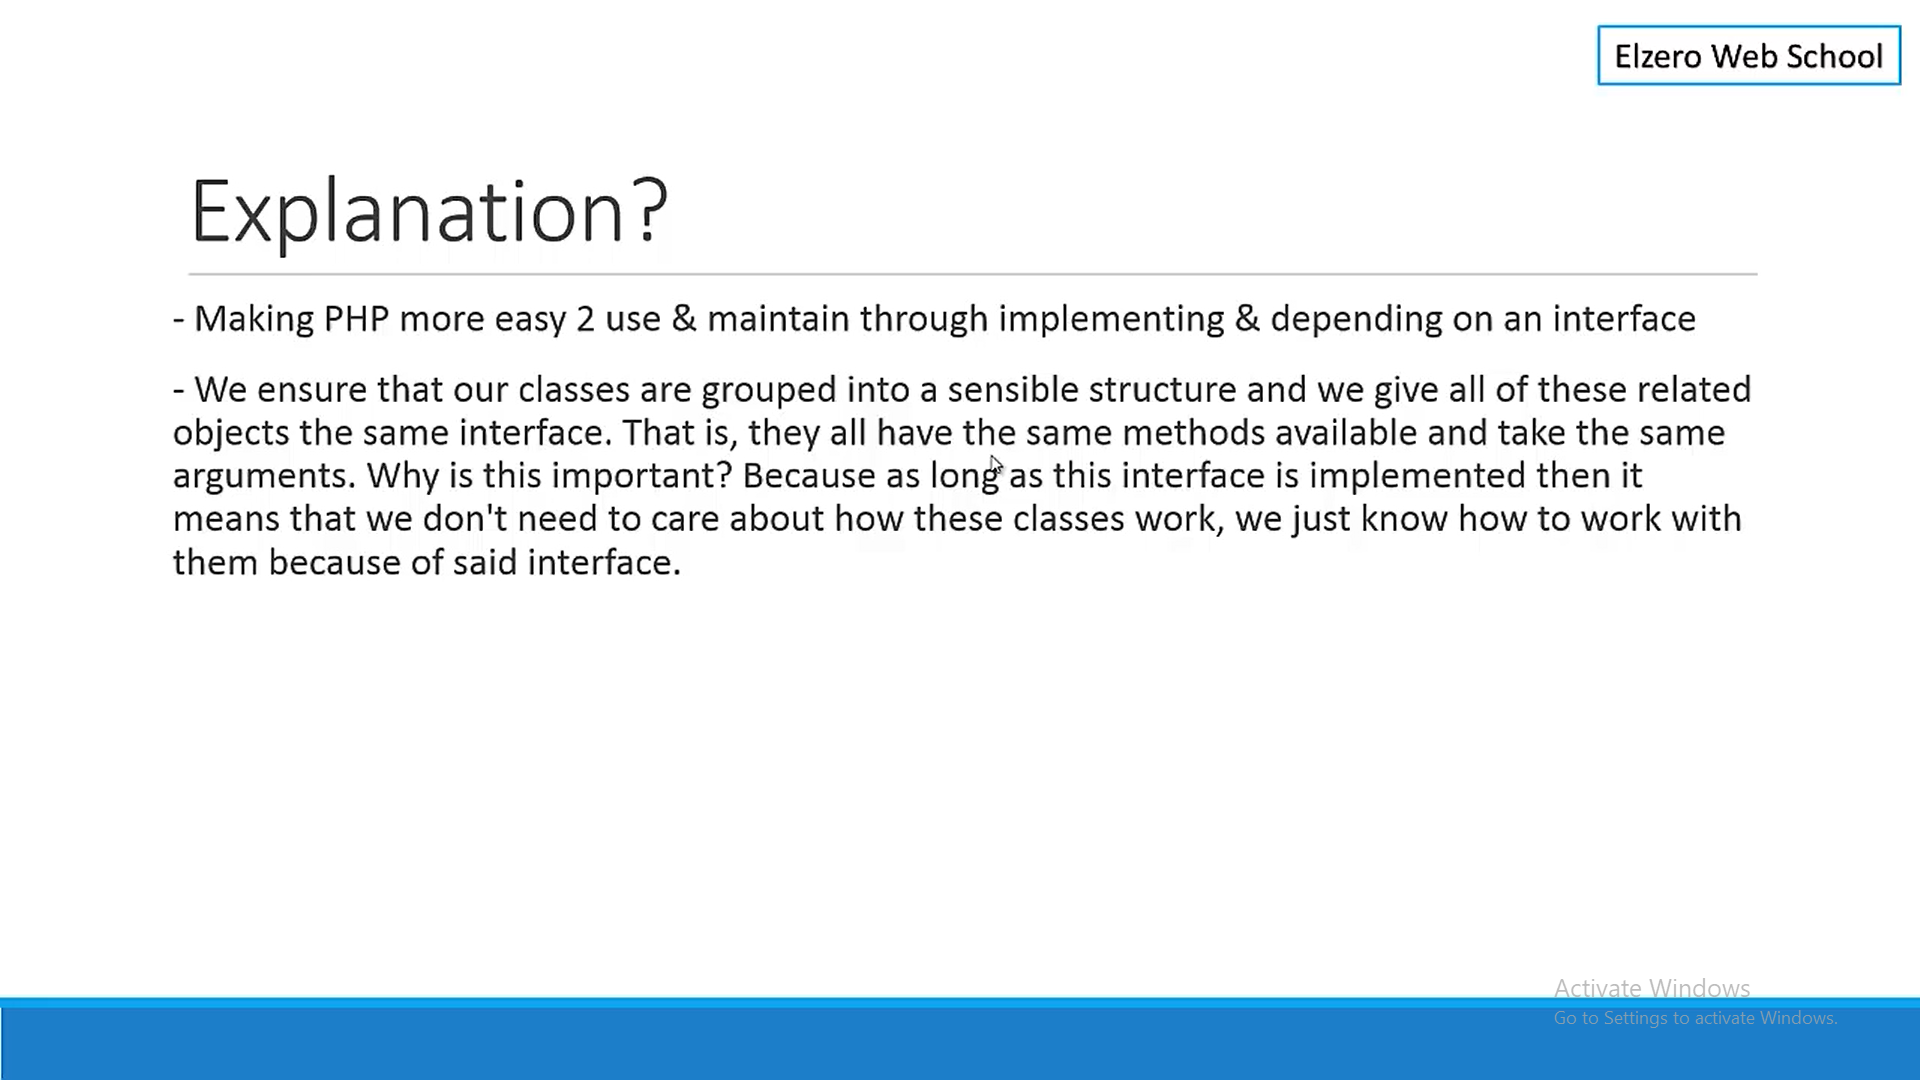 Elzero Web School
Explanation?
- Making PHP more easy 2 use & maintain through implementing & depending on an interface
- We ensure that our classes are grouped into a sensible structure and we give all of these related
objects the same interface. That is, they all have the same methods available and take the same
arguments. Why is this important? Because as long as this interface is implemented then it
means that we don't need to care about how these classes work, we just know how to work with
them because of said interface.
Activate Windows
Go to Settings to activate Windows.